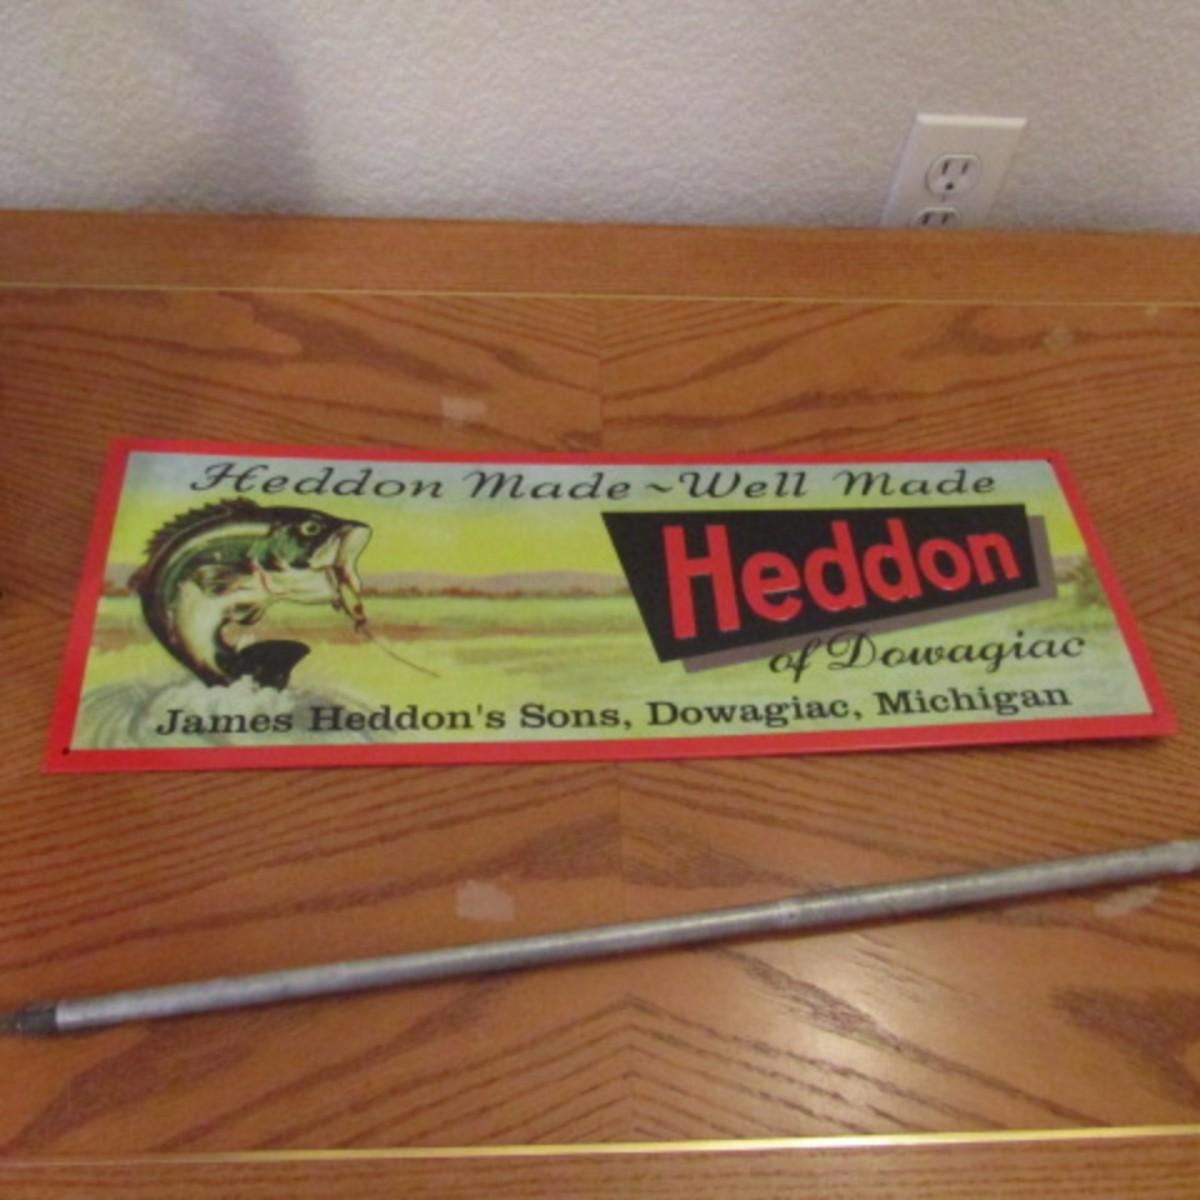 Heddon Made ~ Well Made
Heddon
of Dowagiac
James Heddon's Sons, Dowagiac, Michigan